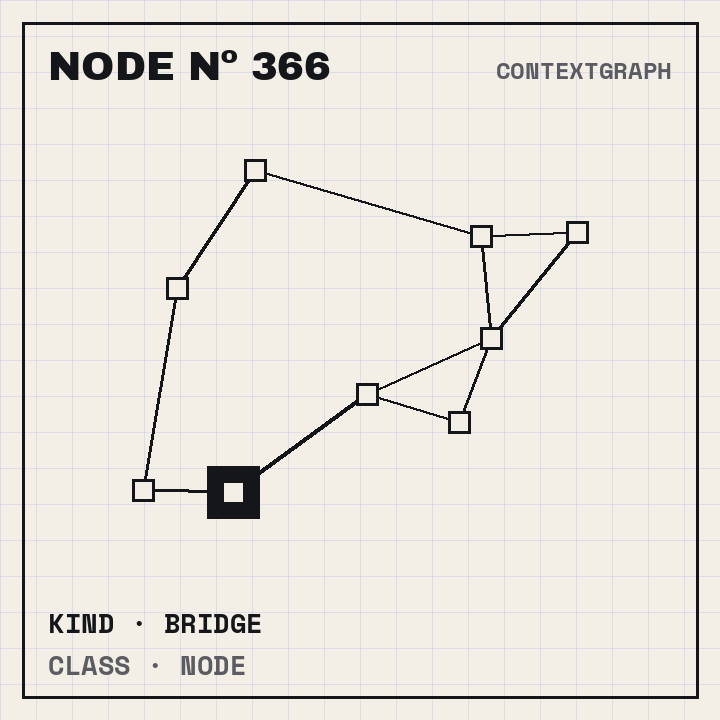 NODE Nº 366
CONTEXTGRAPH
KIND · BRIDGE
CLASS · NODE